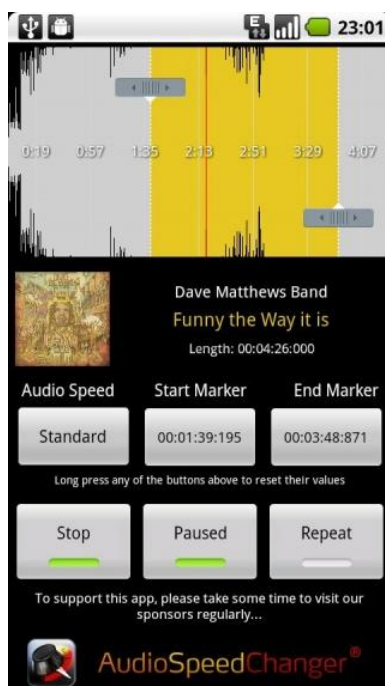 23:01
0:19 0:57 1:35 2:13 2:51 3:29 4:07
Dave Matthews Band
Funny the Way it is
Length: 00:04:26:000
Audio Speed Start Marker End Marker
Standard 00:01:39:195 00:03:48:871
Long press any of the buttons above to reset their values
Stop Paused Repeat
To support this app, please take some time to visit our
sponsors regularly...
AudioSpeedChanger®